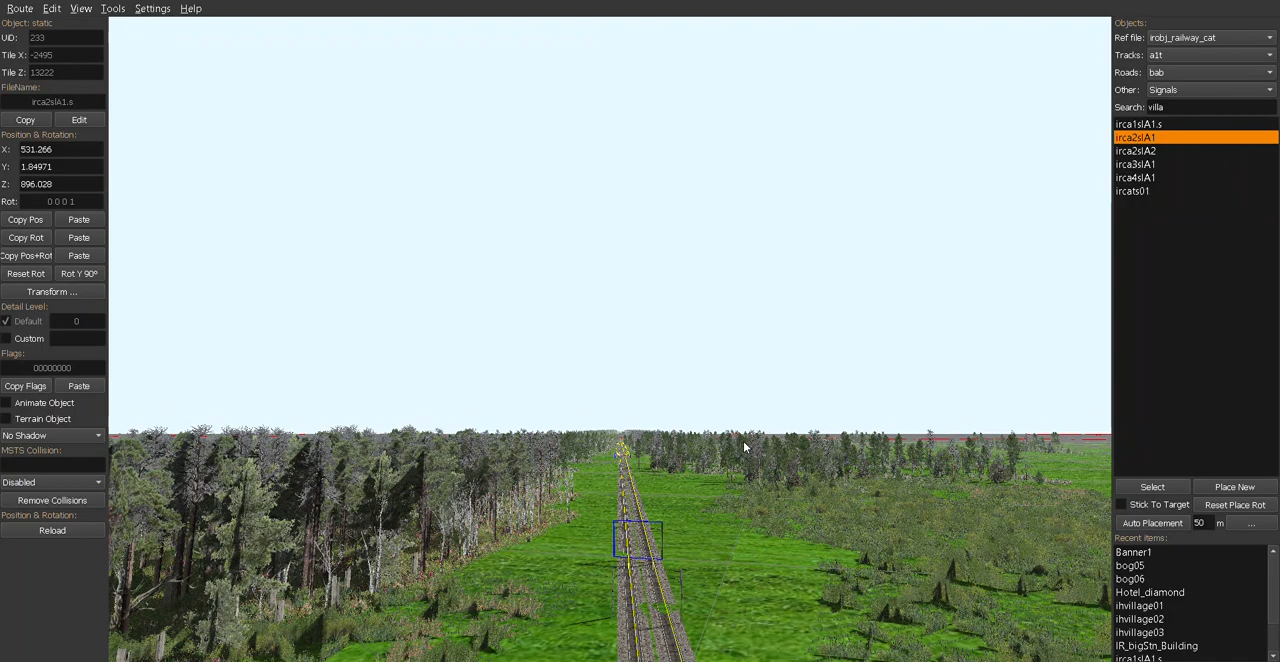 Route Edit View Tools Settings Help
Object: static
UID: 233
Tile X: -2495
Tile Z: 13222
FileName:
irca2slA1.s
Copy Edit
Position & Rotation:
X: 531.266
Y: 1.84971
Z: 896.028
Rot: 0 0 0 1
Copy Pos Paste
Copy Rot Paste
Copy Pos+Rot Paste
Reset Rot Rot Y 90°
Transform ...
Detail Level:
Default 0
Custom
Flags:
00000000
Copy Flags Paste
Animate Object
Terrain Object
No Shadow
MSTS Collision:
Disabled
Remove Collisions
Position & Rotation:
Reload
Objects:
Ref file: irobj_railway_cat
Tracks: a1t
Roads: bab
Other: Signals
Search: villa
irca1slA1.s
irca2slA1
irca2slA2
irca3slA1
irca4slA1
ircats01
Select Place New
Stick To Target Reset Place Rot
Auto Placement 50 m ...
Recent items:
Banner1
bog05
bog06
Hotel_diamond
ihvillage01
ihvillage02
ihvillage03
IR_bigStn_Building
irca1slA1.s